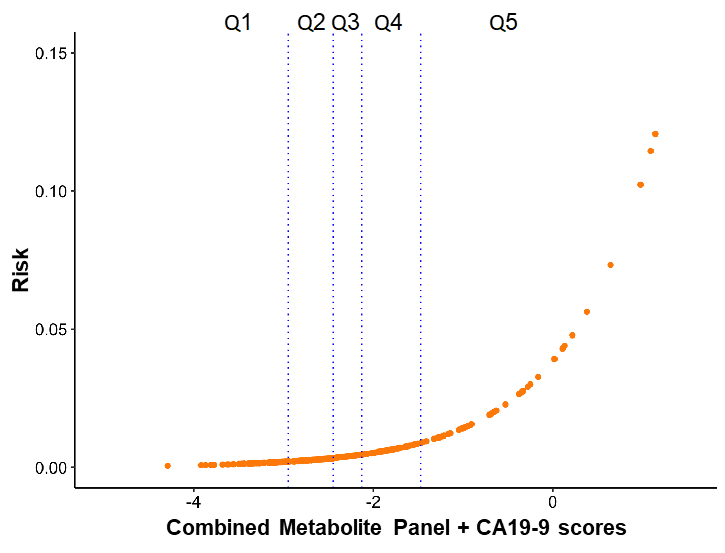 Q1 Q2 Q3 Q4 Q5
0.15
0.10
0.05
0.00
Risk
-4 -2 0
Combined Metabolite Panel + CA19-9 scores